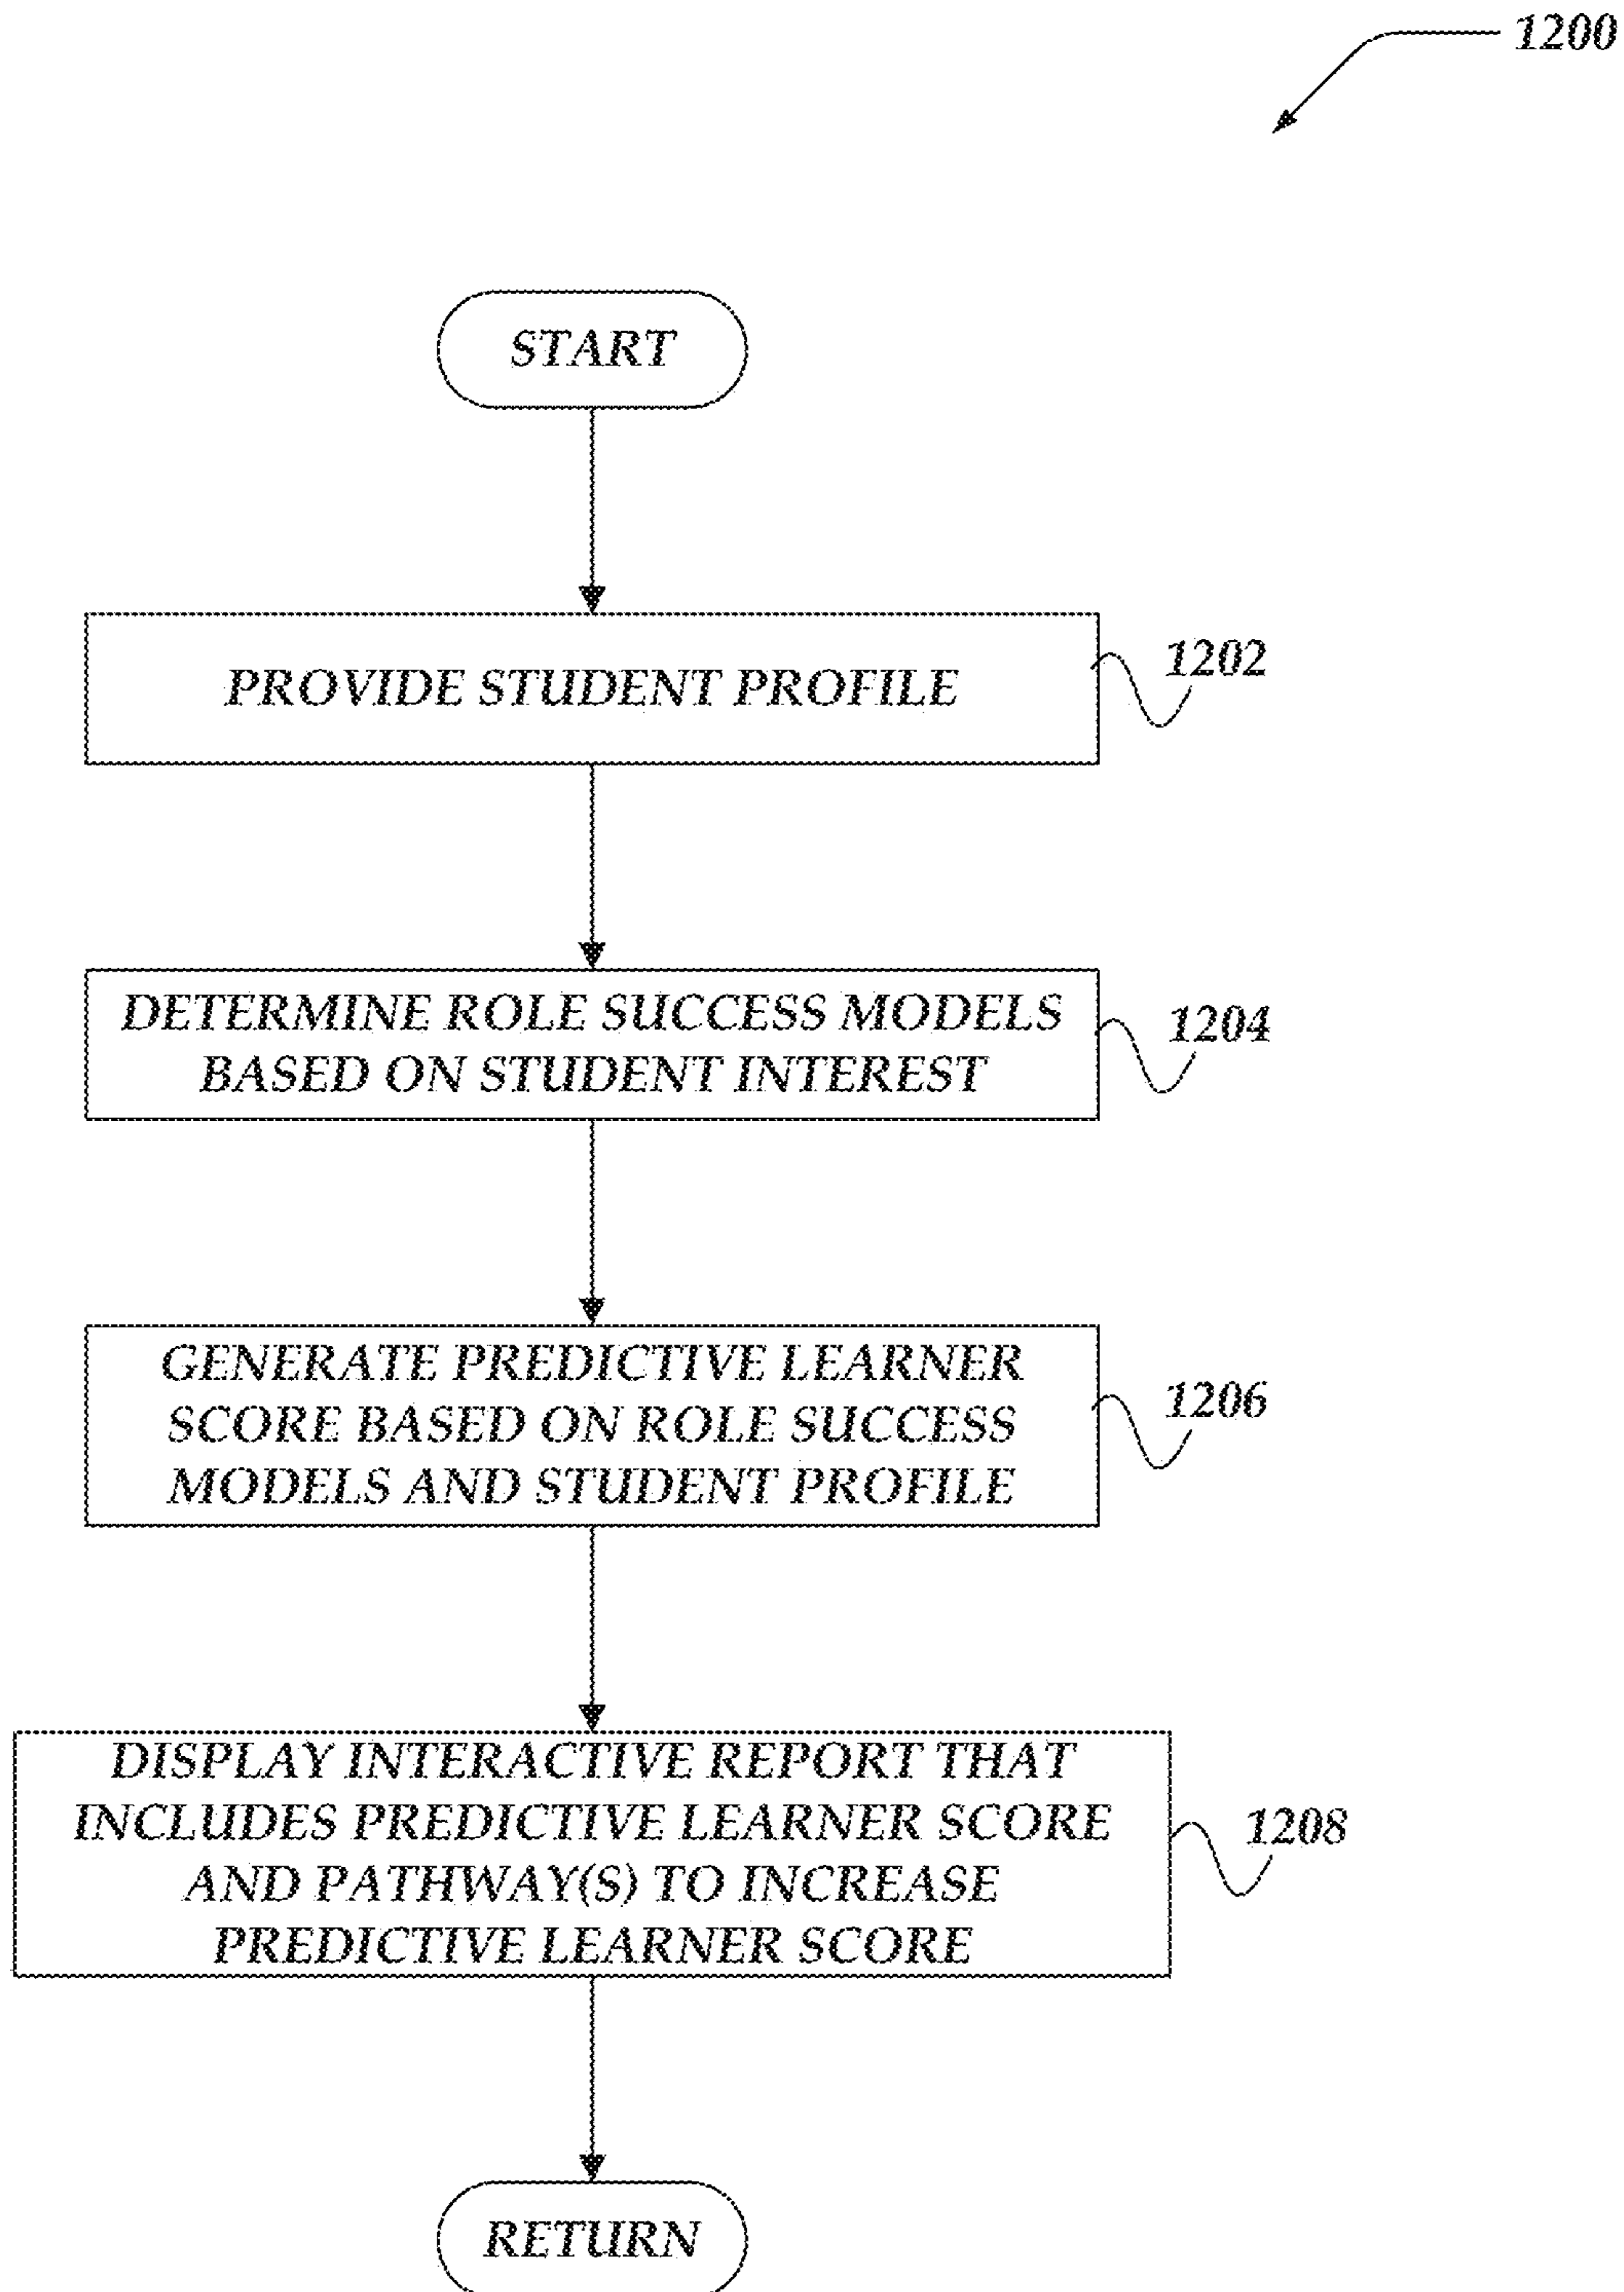 1200
START
PROVIDE STUDENT PROFILE
1202
DETERMINE ROLE SUCCESS MODELS
BASED ON STUDENT INTEREST
1204
GENERATE PREDICTIVE LEARNER
SCORE BASED ON ROLE SUCCESS
MODELS AND STUDENT PROFILE
1206
DISPLAY INTERACTIVE REPORT THAT
INCLUDES PREDICTIVE LEARNER SCORE
AND PATHWAY(S) TO INCREASE
PREDICTIVE LEARNER SCORE
1208
RETURN